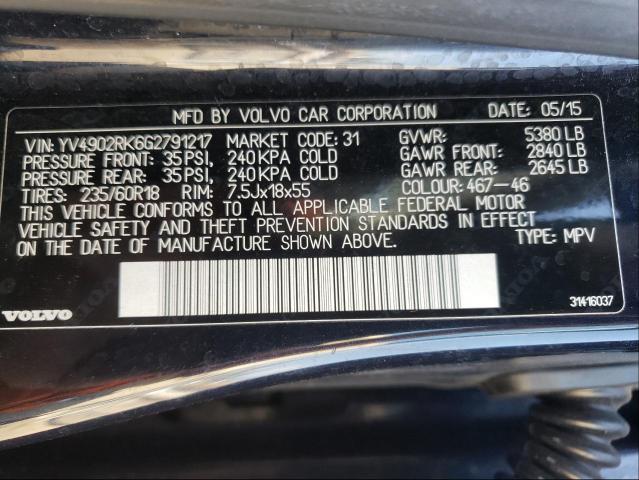 MFD BY VOLVO CAR CORPORATION DATE: 05/15
VIN: YV4902RK6G2791217 MARKET CODE: 31 GVWR: 5380 LB
PRESSURE FRONT: 35 PSI, 240 KPA COLD GAWR FRONT: 2840 LB
PRESSURE REAR: 35 PSI, 240 KPA COLD GAWR REAR: 2645 LB
TIRES: 235/60R18 RIM: 7.5Jx18x55 COLOUR: 467-46
THIS VEHICLE CONFORMS TO ALL APPLICABLE FEDERAL MOTOR
VEHICLE SAFETY AND THEFT PREVENTION STANDARDS IN EFFECT
ON THE DATE OF MANUFACTURE SHOWN ABOVE. TYPE: MPV
VOLVO 31416037